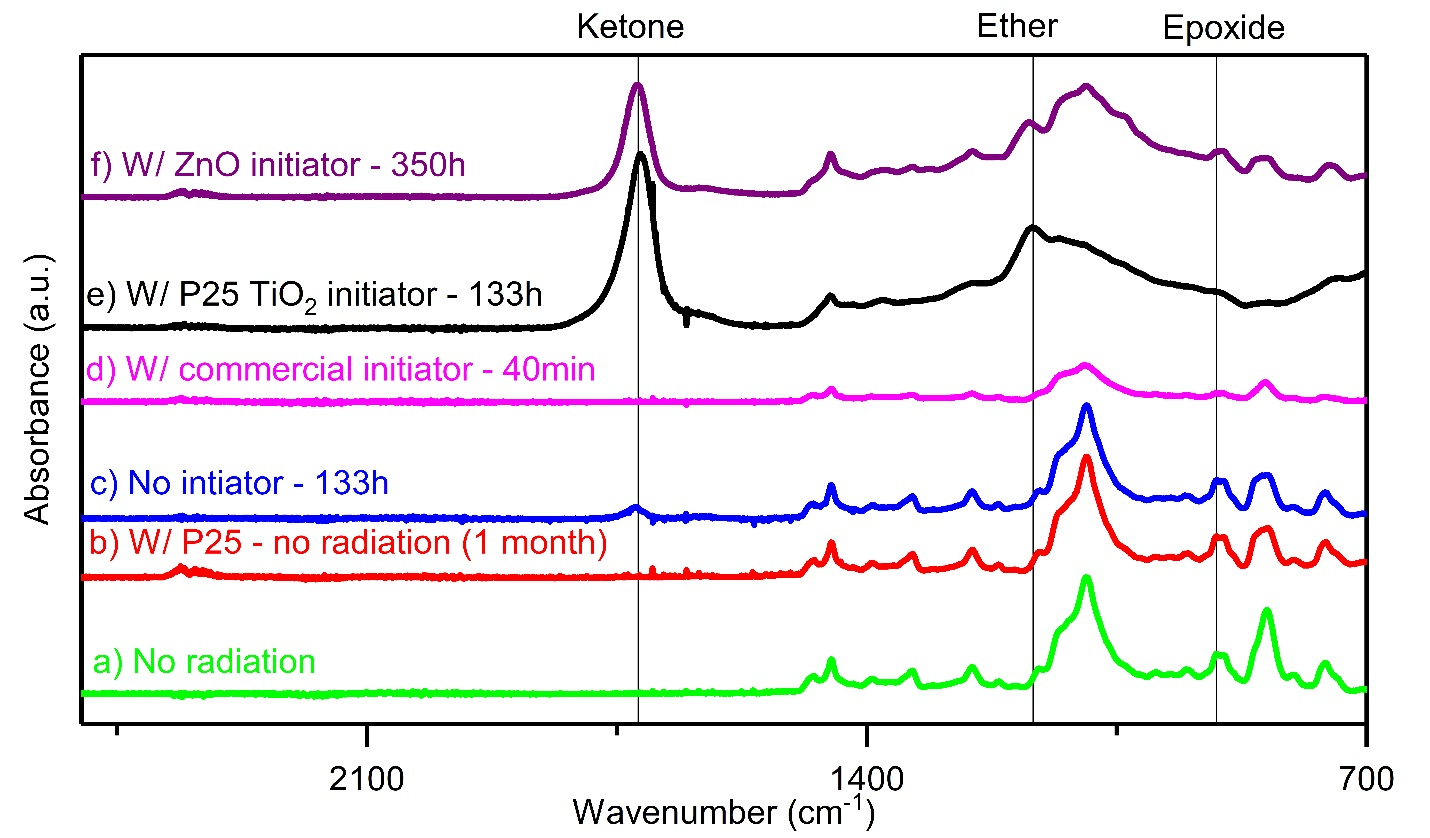 Ketone Ether Epoxide
f) W/ ZnO initiator - 350h
e) W/ P25 TiO2 initiator - 133h
d) W/ commercial initiator - 40min
c) No intiator - 133h
b) W/ P25 - no radiation (1 month)
a) No radiation
Absorbance (a.u.)
2100 1400 700
Wavenumber (cm-1)